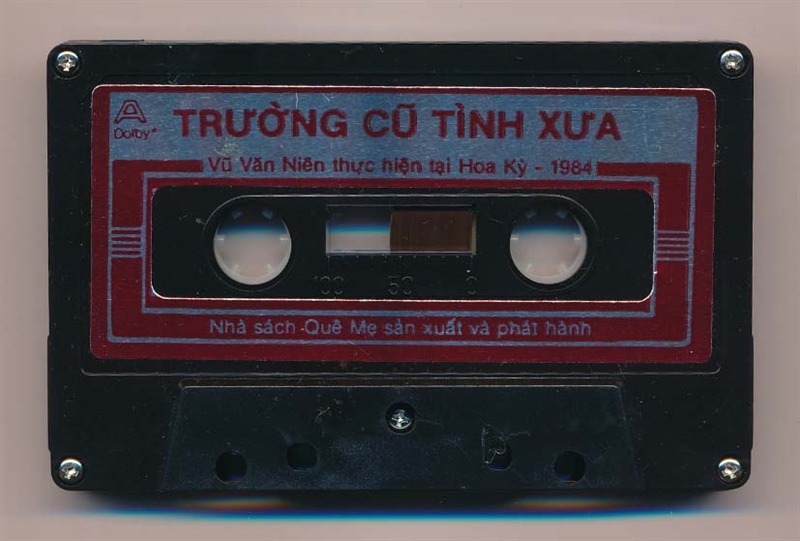 A
Dolby
TRƯỜNG CŨ TÌNH XƯA
Vũ Văn Niên thực hiện tại Hoa Kỳ - 1984
100 50 0
Nhà sách Quê Mẹ sản xuất và phát hành